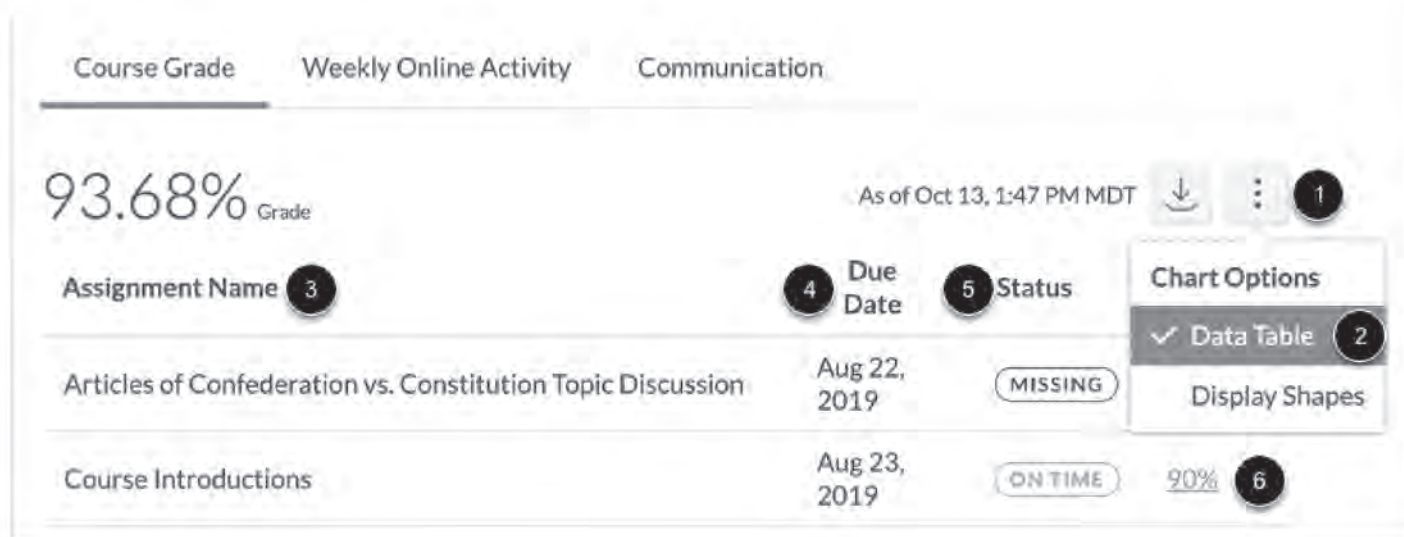 Course Grade Weekly Online Activity Communication
93.68% Grade As of Oct 13, 1:47 PM MDT 1
Assignment Name 3 4 Due Date 5 Status
Chart Options
Data Table 2
Display Shapes
Articles of Confederation vs. Constitution Topic Discussion Aug 22, 2019 MISSING
Course Introductions Aug 23, 2019 ON TIME 90% 6